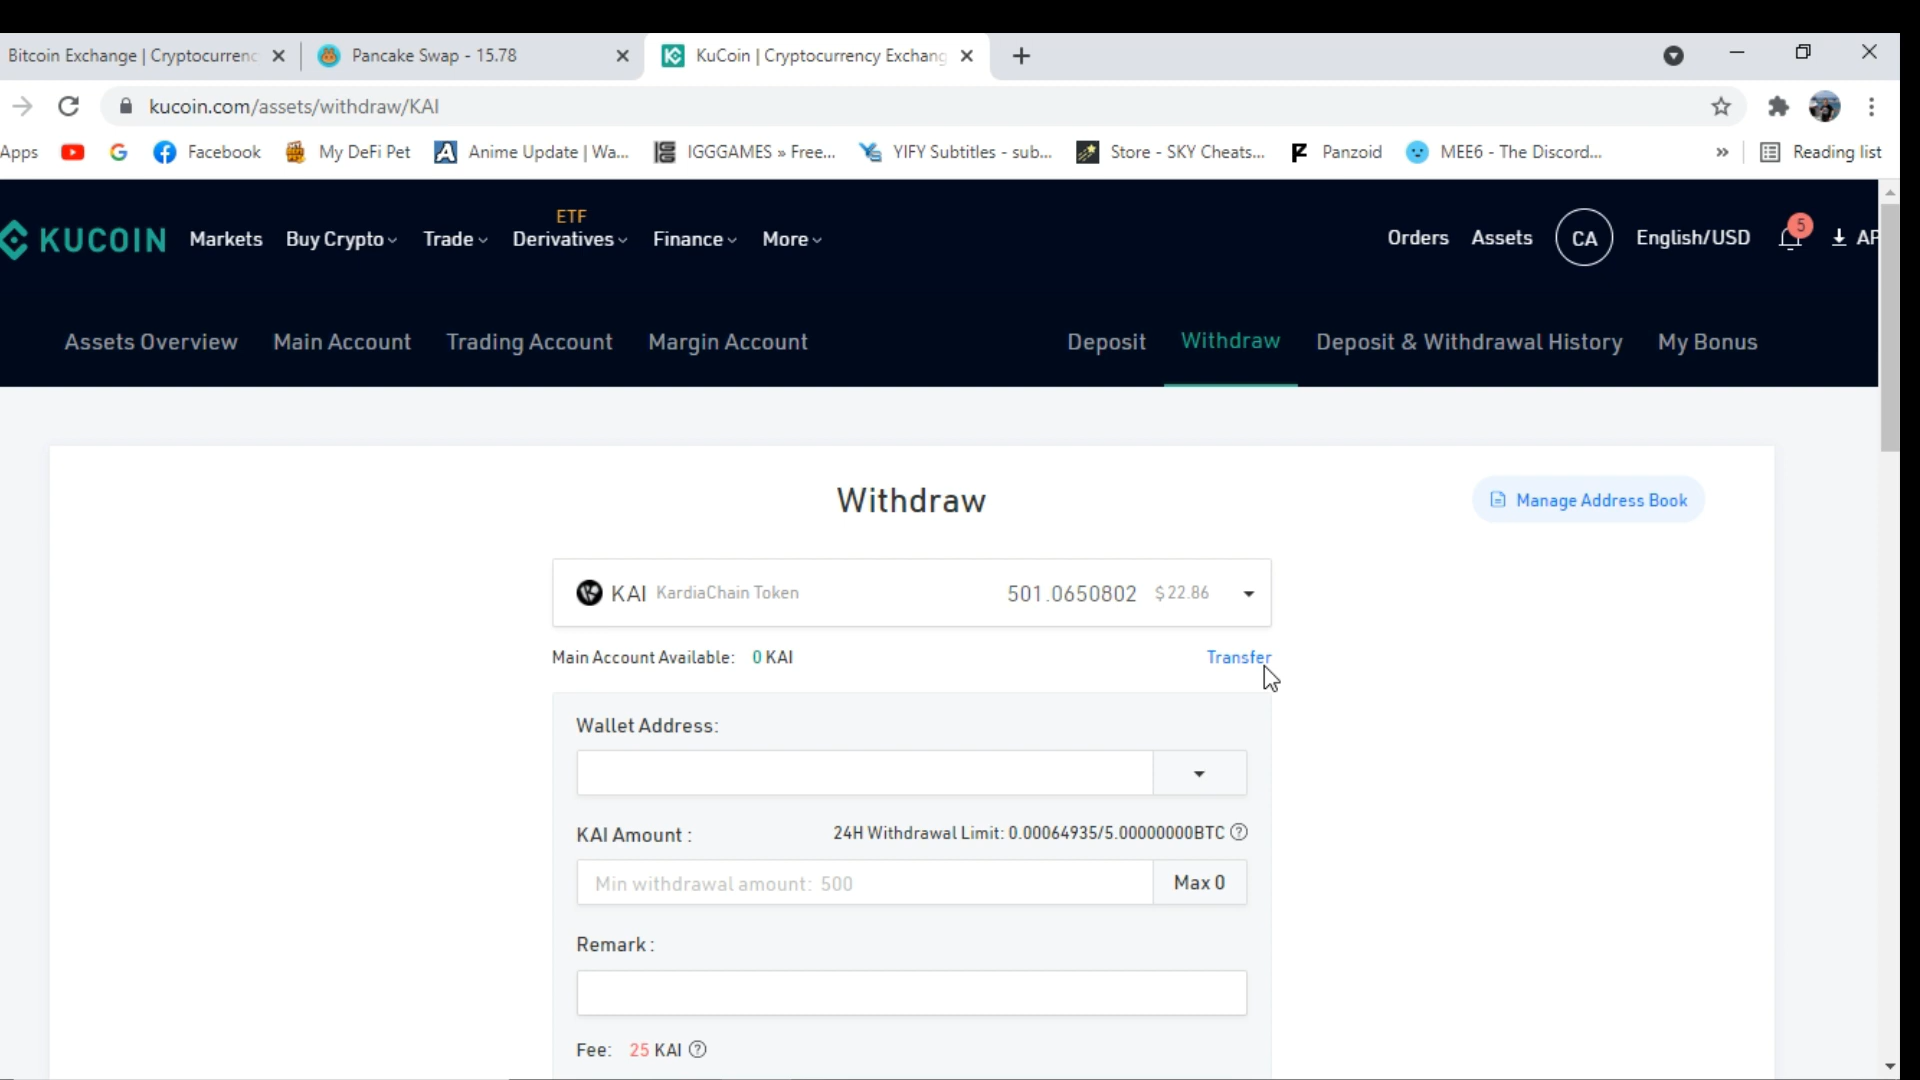 Bitcoin Exchange | Cryptocurrenc
Pancake Swap - 15.78
KuCoin | Cryptocurrency Exchang
kucoin.com/assets/withdraw/KAI
Apps
Facebook
My DeFi Pet
Anime Update | Wa...
IGGGAMES » Free...
YIFY Subtitles - sub...
Store - SKY Cheats...
Panzoid
MEE6 - The Discord...
»
Reading list
KUCOIN
Markets
Buy Crypto
Trade
ETF
Derivatives
Finance
More
Orders
Assets
CA
English/USD
5
AP
Assets Overview
Main Account
Trading Account
Margin Account
Deposit
Withdraw
Deposit & Withdrawal History
My Bonus
Withdraw
Manage Address Book
KAI KardiaChain Token 501.0650802 $22.86
Main Account Available: 0 KAI
Transfer
Wallet Address:
KAI Amount : 24H Withdrawal Limit: 0.00064935/5.00000000BTC ?
Min withdrawal amount: 500
Max 0
Remark :
Fee: 25 KAI ?